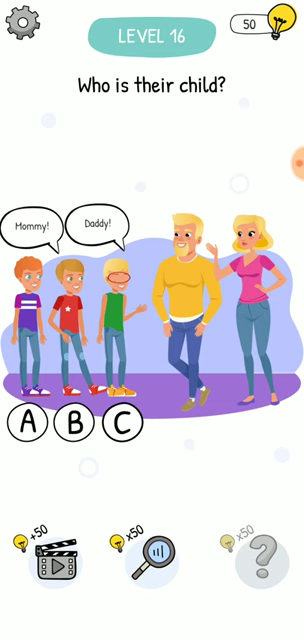 LEVEL 16
50
Who is their child?
Mommy!
Daddy!
A B C
+50
x50
x50
?